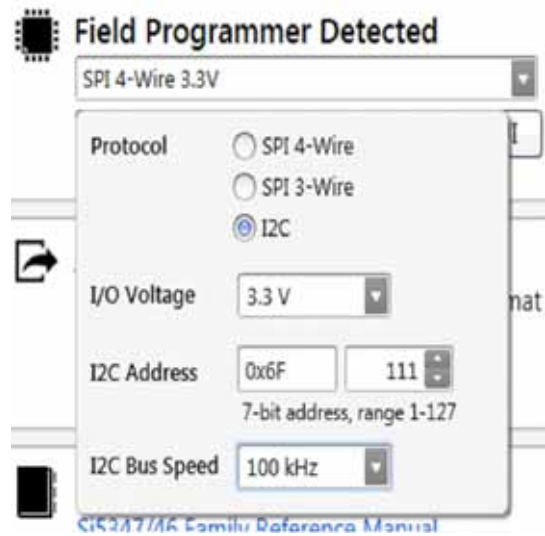 Field Programmer Detected
SPI 4-Wire 3.3V
Protocol
SPI 4-Wire
SPI 3-Wire
I2C
I/O Voltage
3.3 V
mat
I2C Address
0x6F
111
7-bit address, range 1-127
I2C Bus Speed
100 kHz
Si5347/46 Family Reference Manual